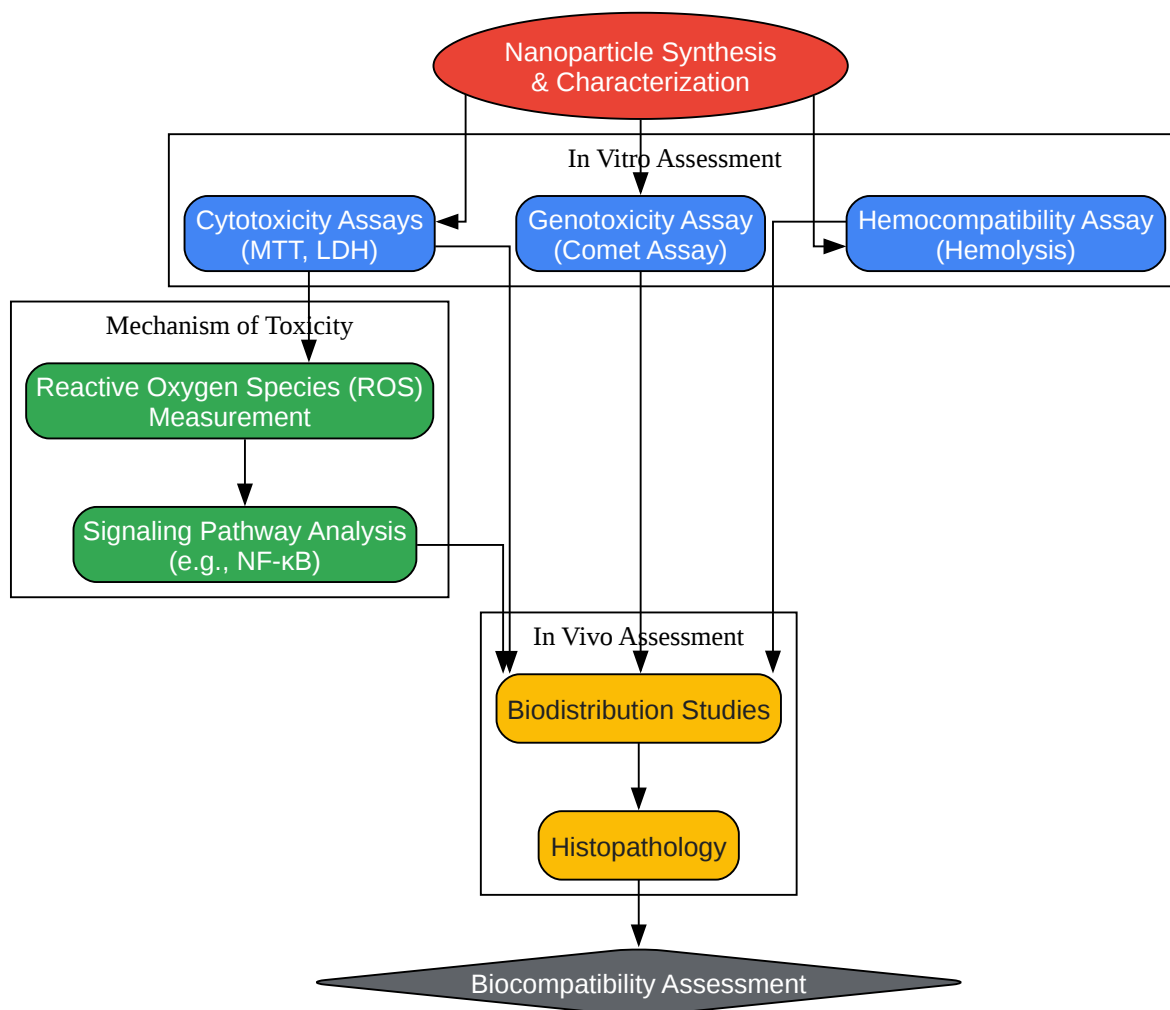 Nanoparticle Synthesis
& Characterization
In Vitro Assessment
Cytotoxicity Assays
(MTT, LDH)
Genotoxicity Assay
(Comet Assay)
Hemocompatibility Assay
(Hemolysis)
Mechanism of Toxicity
Reactive Oxygen Species (ROS)
Measurement
Signaling Pathway Analysis
(e.g., NF-κB)
In Vivo Assessment
Biodistribution Studies
Histopathology
Biocompatibility Assessment